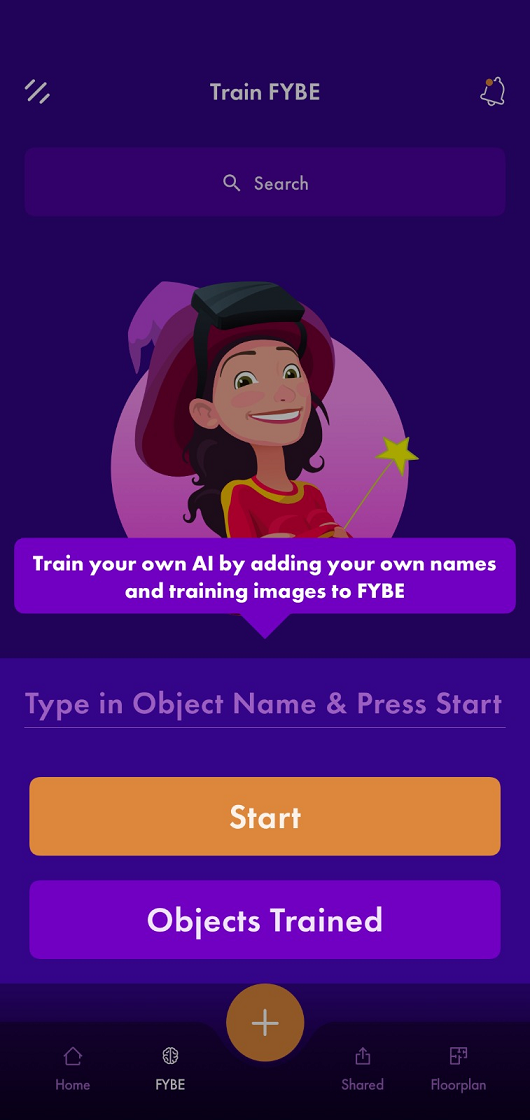 Train FYBE
Search
Train your own AI by adding your own names
and training images to FYBE
Type in Object Name & Press Start
Start
Objects Trained
Home
FYBE
Shared
Floorplan